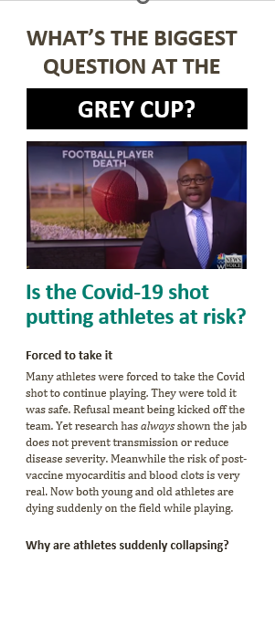 WHAT'S THE BIGGEST
QUESTION AT THE
GREY CUP?
FOOTBALL PLAYER
DEATH
NEWS
Is the Covid-19 shot
putting athletes at risk?
Forced to take it
Many athletes were forced to take the Covid
shot to continue playing. They were told it
was safe. Refusal meant being kicked off the
team. Yet research has always shown the jab
does not prevent transmission or reduce
disease severity. Meanwhile the risk of post-
vaccine myocarditis and blood clots is very
real. Now both young and old athletes are
dying suddenly on the field while playing.
Why are athletes suddenly collapsing?